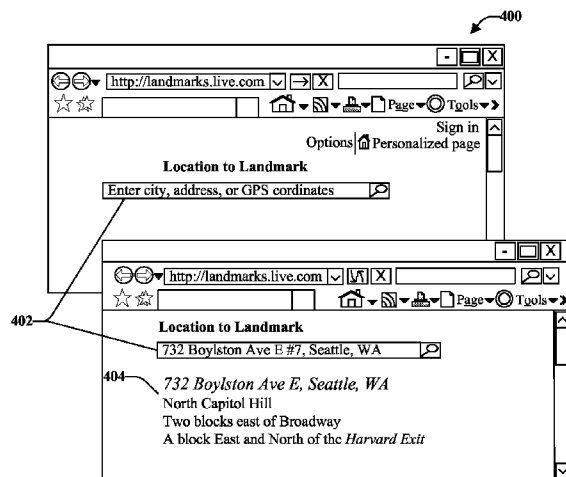 400
- X
http://landmarks.live.com X
Page Tools
Sign in
Options Personalized page
Location to Landmark
Enter city, address, or GPS cordinates
- X
http://landmarks.live.com X
Page Tools
402
Location to Landmark
732 Boylston Ave E #7, Seattle, WA
404
732 Boylston Ave E, Seattle, WA
North Capitol Hill
Two blocks east of Broadway
A block East and North of the Harvard Exit